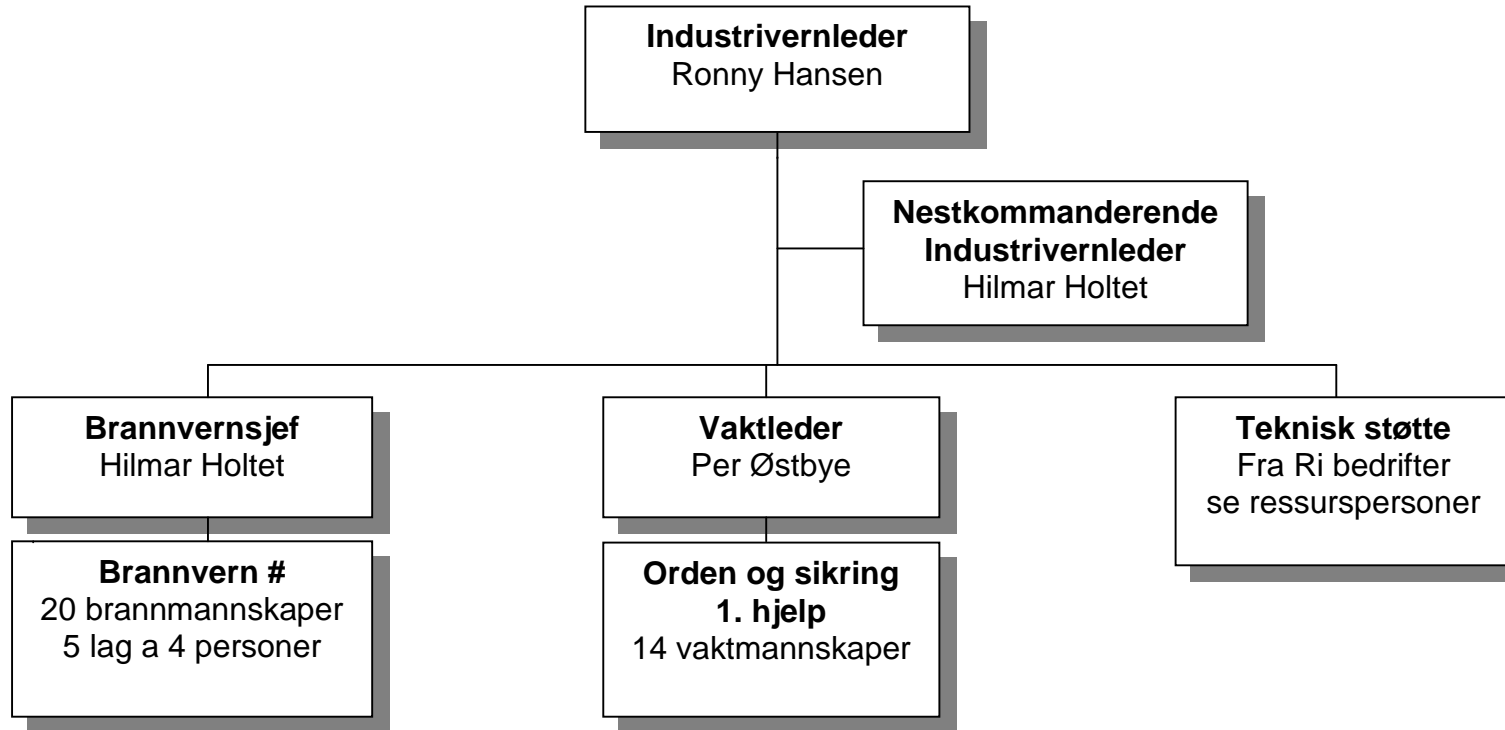 Industrivernleder
Ronny Hansen
Nestkommanderende
Industrivernleder
Hilmar Holtet
Brannvernsjef
Hilmar Holtet
Brannvern #
20 brannmannskaper
5 lag a 4 personer
Vaktleder
Per Østbye
Orden og sikring
1. hjelp
14 vaktmannskaper
Teknisk støtte
Fra Ri bedrifter
se ressurspersoner